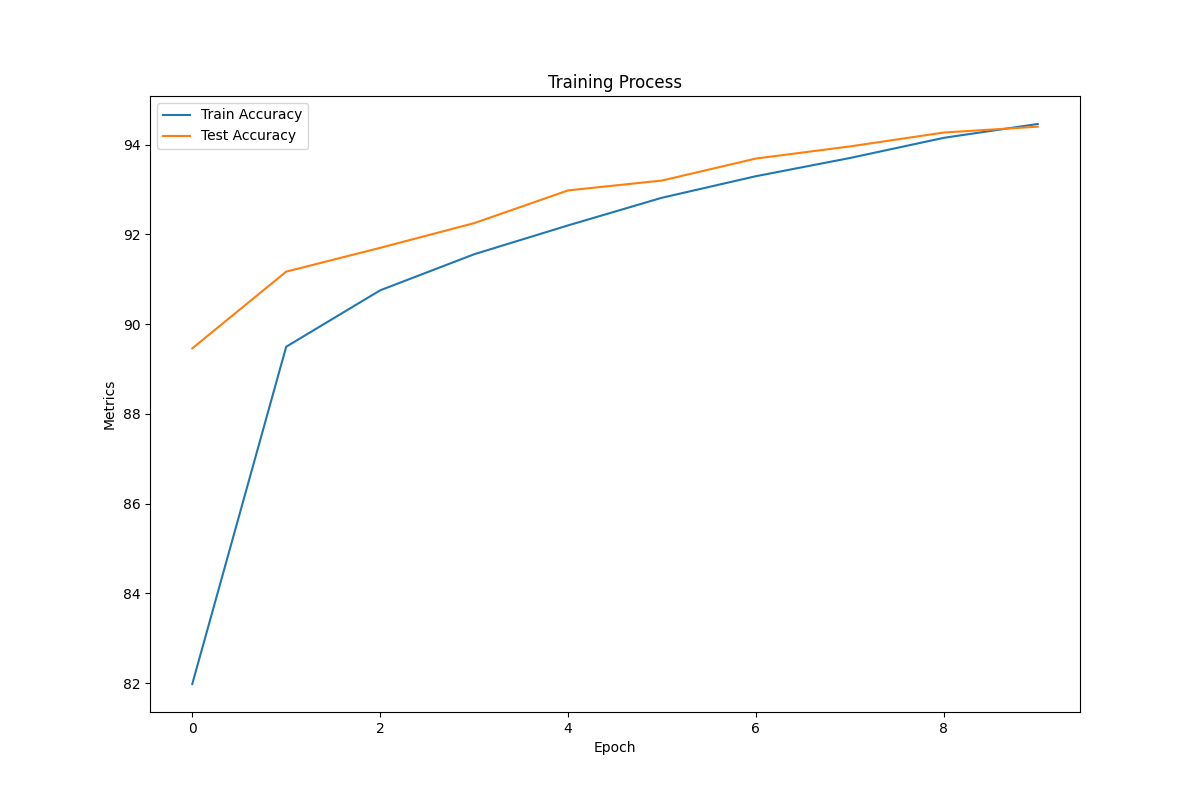 Training Process
Train Accuracy
Test Accuracy
94
92
90
88
86
84
82
Metrics
0 2 4 6 8
Epoch